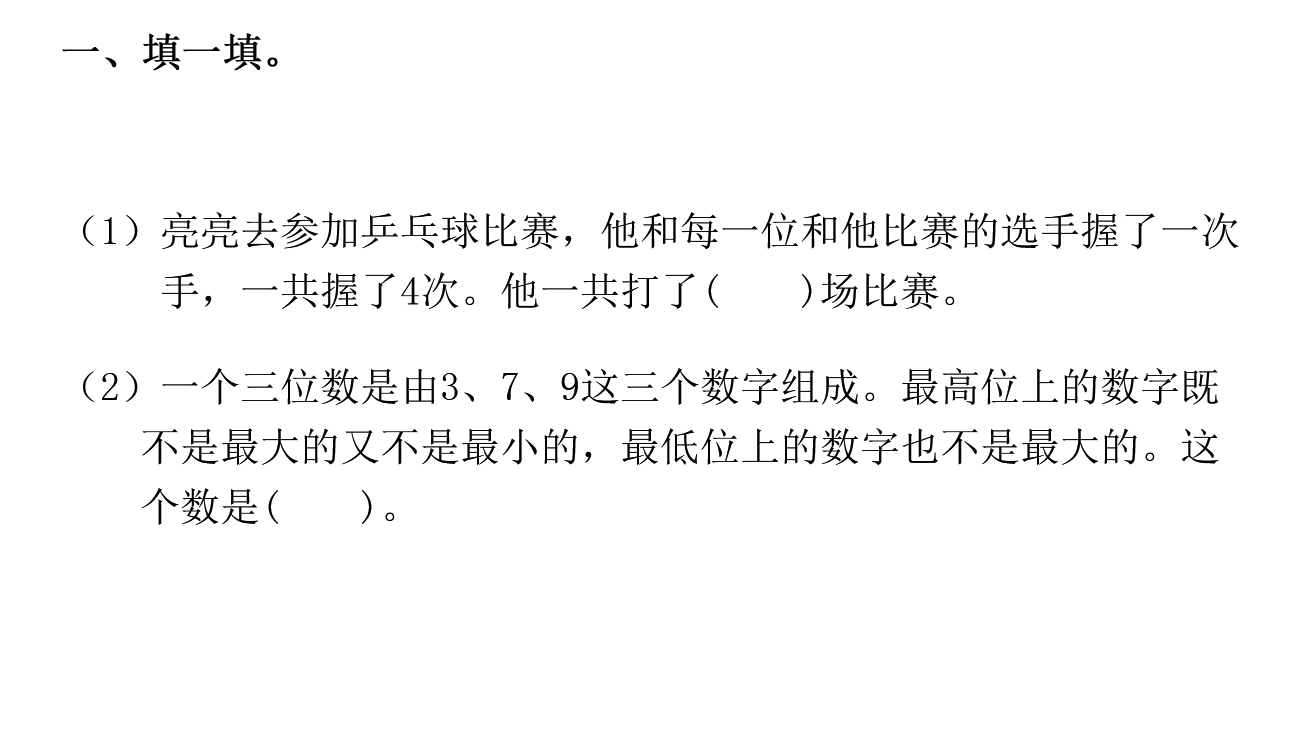 一、填一填。
（1）亮亮去参加乒乓球比赛，他和每一位和他比赛的选手握了一次
手，一共握了4次。他一共打了(    )场比赛。
（2）一个三位数是由3、7、9这三个数字组成。最高位上的数字既
不是最大的又不是最小的，最低位上的数字也不是最大的。这
个数是(    )。